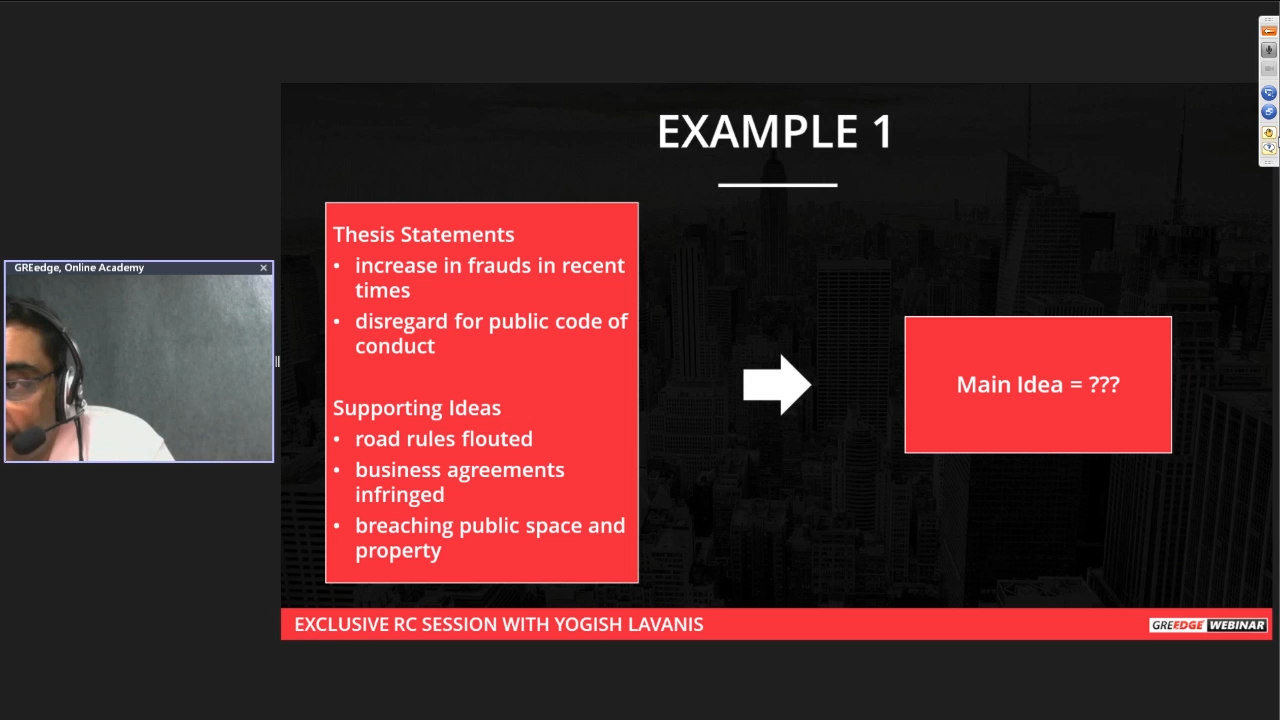 EXAMPLE 1
Thesis Statements
• increase in frauds in recent
times
• disregard for public code of
conduct
Supporting Ideas
• road rules flouted
• business agreements
infringed
• breaching public space and
property
Main Idea = ???
GREedge, Online Academy
EXCLUSIVE RC SESSION WITH YOGISH LAVANIS
GREEDGE WEBINAR